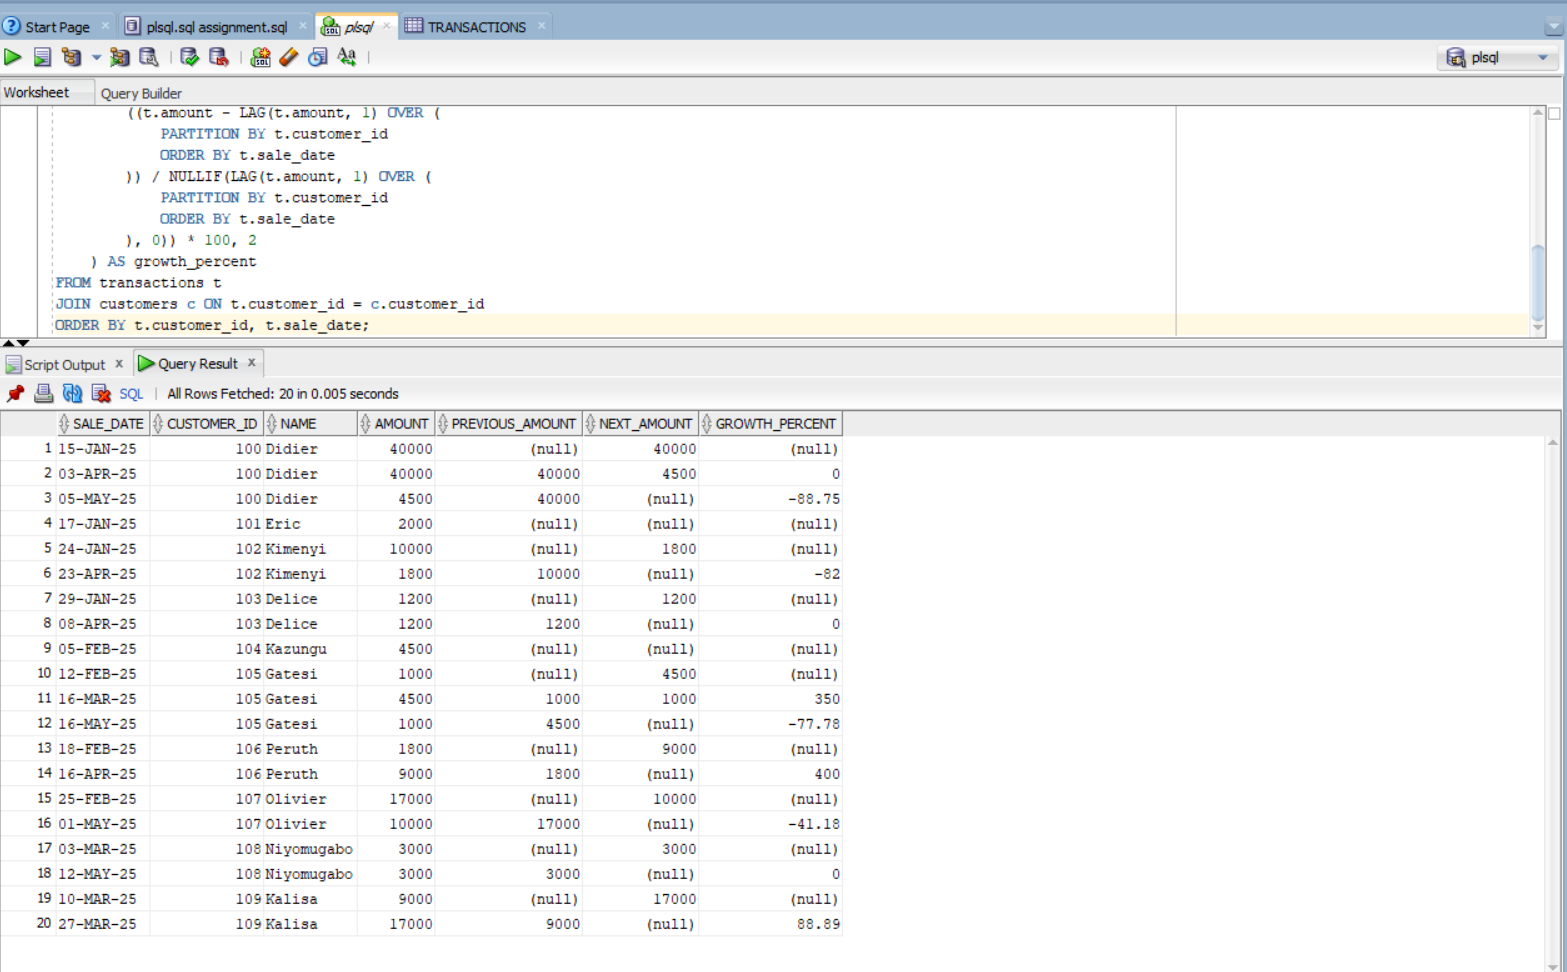 Start Page × plsql.sql assignment.sql × plsql × TRANSACTIONS ×
plsql
Worksheet Query Builder
((t.amount - LAG(t.amount, 1) OVER (
PARTITION BY t.customer_id
ORDER BY t.sale_date
)) / NULLIF(LAG(t.amount, 1) OVER (
PARTITION BY t.customer_id
ORDER BY t.sale_date
), 0)) * 100, 2
) AS growth_percent
FROM transactions t
JOIN customers c ON t.customer_id = c.customer_id
ORDER BY t.customer_id, t.sale_date;
Script Output × Query Result ×
SQL | All Rows Fetched: 20 in 0.005 seconds
SALE_DATE CUSTOMER_ID NAME AMOUNT PREVIOUS_AMOUNT NEXT_AMOUNT GROWTH_PERCENT
1 15-JAN-25 100 Didier 40000 (null) 40000 (null)
2 03-APR-25 100 Didier 40000 40000 4500 0
3 05-MAY-25 100 Didier 4500 40000 (null) -88.75
4 17-JAN-25 101 Eric 2000 (null) (null) (null)
5 24-JAN-25 102 Kimenyi 10000 (null) 1800 (null)
6 23-APR-25 102 Kimenyi 1800 10000 (null) -82
7 29-JAN-25 103 Delice 1200 (null) 1200 (null)
8 08-APR-25 103 Delice 1200 1200 (null) 0
9 05-FEB-25 104 Kazungu 4500 (null) (null) (null)
10 12-FEB-25 105 Gatesi 1000 (null) 4500 (null)
11 16-MAR-25 105 Gatesi 4500 1000 1000 350
12 16-MAY-25 105 Gatesi 1000 4500 (null) -77.78
13 18-FEB-25 106 Peruth 1800 (null) 9000 (null)
14 16-APR-25 106 Peruth 9000 1800 (null) 400
15 25-FEB-25 107 Olivier 17000 (null) 10000 (null)
16 01-MAY-25 107 Olivier 10000 17000 (null) -41.18
17 03-MAR-25 108 Niyomugabo 3000 (null) 3000 (null)
18 12-MAY-25 108 Niyomugabo 3000 3000 (null) 0
19 10-MAR-25 109 Kalisa 9000 (null) 17000 (null)
20 27-MAR-25 109 Kalisa 17000 9000 (null) 88.89